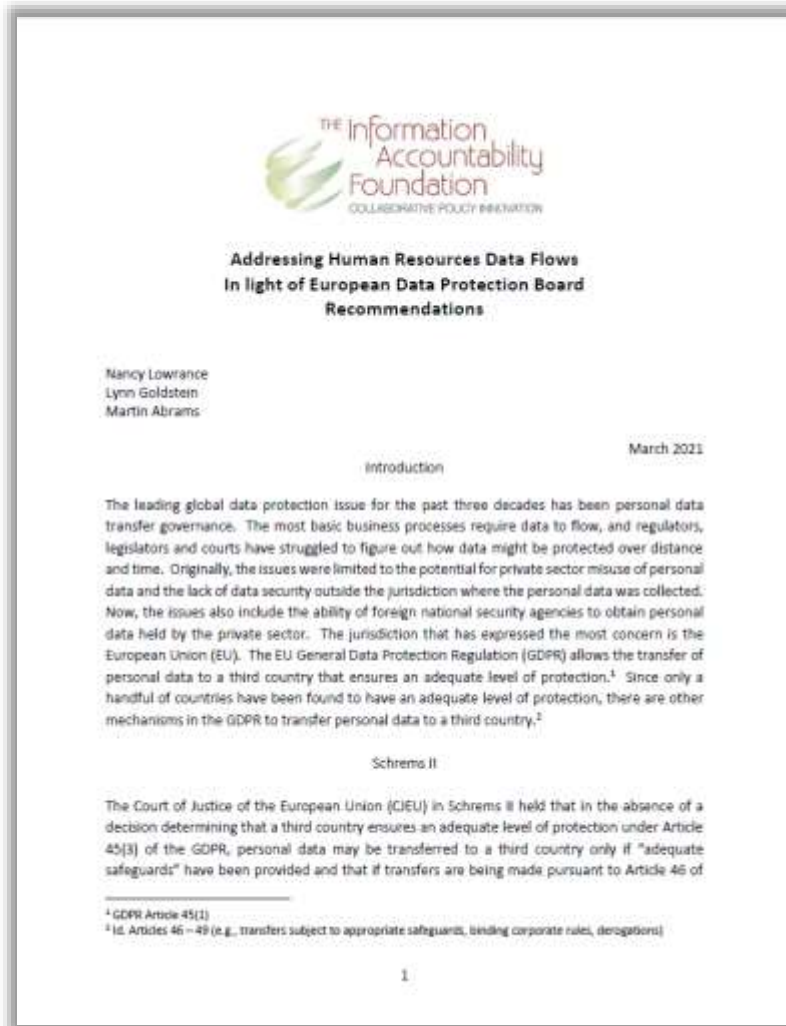 THE Information
Accountability
Foundation
COLLABORATIVE POLICY INNOVATION
Addressing Human Resources Data Flows
In light of European Data Protection Board
Recommendations
Nancy Lowrance
Lynn Goldstein
Martin Abrams
March 2021
Introduction
The leading global data protection issue for the past three decades has been personal data
transfer governance. The most basic business processes require data to flow, and regulators,
legislators and courts have struggled to figure out how data might be protected over distance
and time. Originally, the issues were limited to the potential for private sector misuse of personal
data and the lack of data security outside the jurisdiction where the personal data was collected.
Now, the issues also include the ability of foreign national security agencies to obtain personal
data held by the private sector. The jurisdiction that has expressed the most concern is the
European Union (EU). The EU General Data Protection Regulation (GDPR) allows the transfer of
personal data to a third country that ensures an adequate level of protection.¹ Since only a
handful of countries have been found to have an adequate level of protection, there are other
mechanisms in the GDPR to transfer personal data to a third country.²
Schrems II
The Court of Justice of the European Union (CJEU) in Schrems II held that in the absence of a
decision determining that a third country ensures an adequate level of protection under Article
45(3) of the GDPR, personal data may be transferred to a third country only if "adequate
safeguards" have been provided and that if transfers are being made pursuant to Article 46 of
¹ GDPR Article 45(1)
² Id. Articles 46 – 49 (e.g., transfers subject to appropriate safeguards, binding corporate rules, derogations)
1